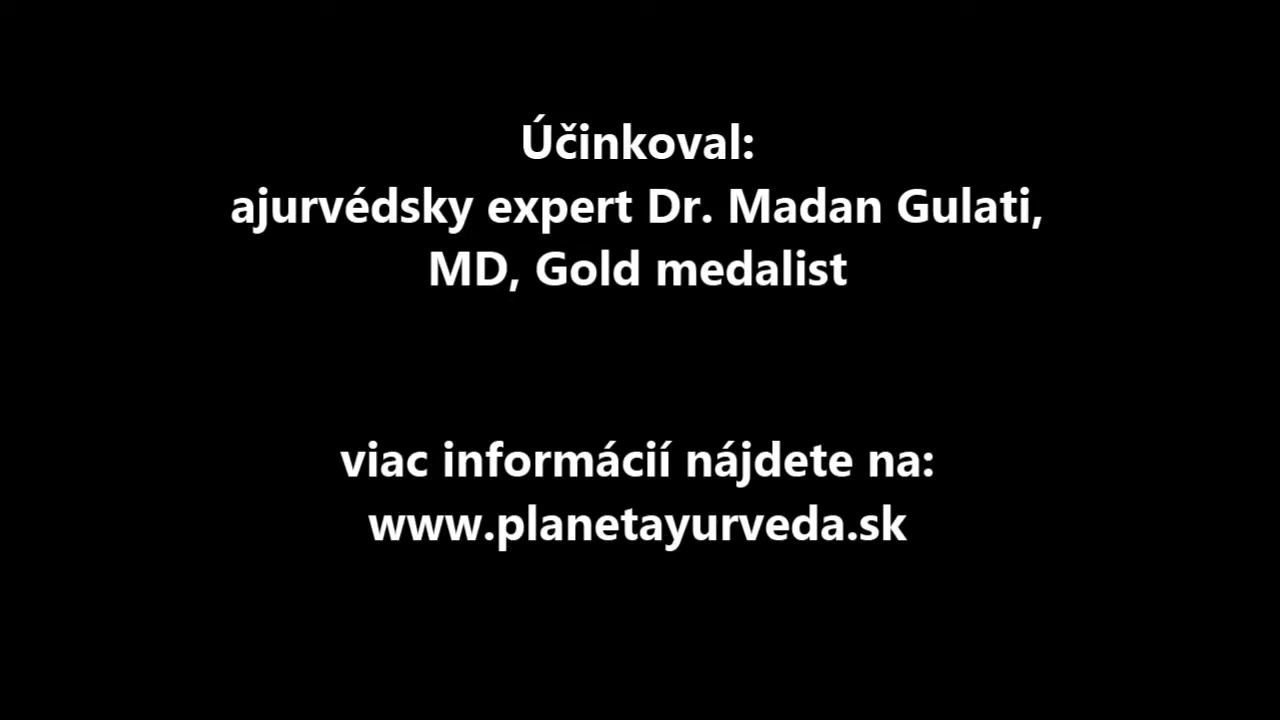 Účinkoval:
ajurvédsky expert Dr. Madan Gulati,
MD, Gold medalist
viac informácií nájdete na:
www.planetayurveda.sk